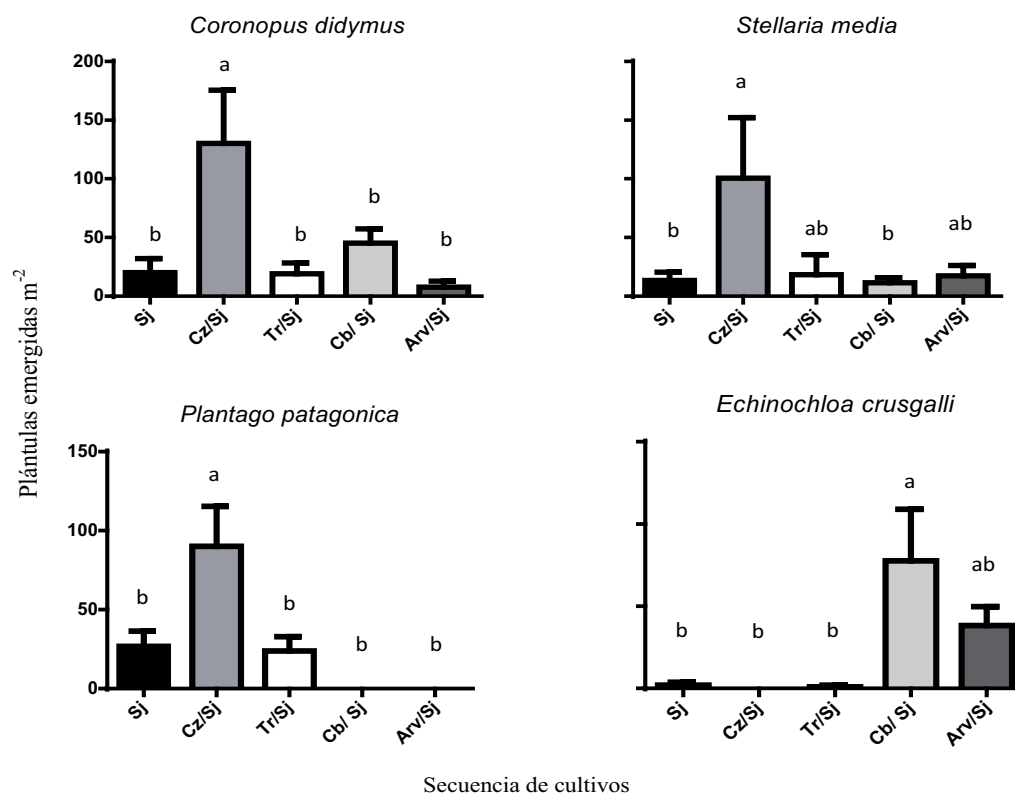 Coronopus didymus
200
150
100
50
0
b
a
b
b
b
Sj
Cz/Sj
Tr/Sj
Cb/ Sj
Arv/Sj
Stellaria media
b
a
ab
b
ab
Sj
Cz/Sj
Tr/Sj
Cb/ Sj
Arv/Sj
Plántulas emergidas m-2
Plantago patagonica
150
100
50
0
b
a
b
b
b
Sj
Cz/Sj
Tr/Sj
Cb/ Sj
Arv/Sj
Echinochloa crusgalli
b
b
b
a
ab
Sj
Cz/Sj
Tr/Sj
Cb/ Sj
Arv/Sj
Secuencia de cultivos